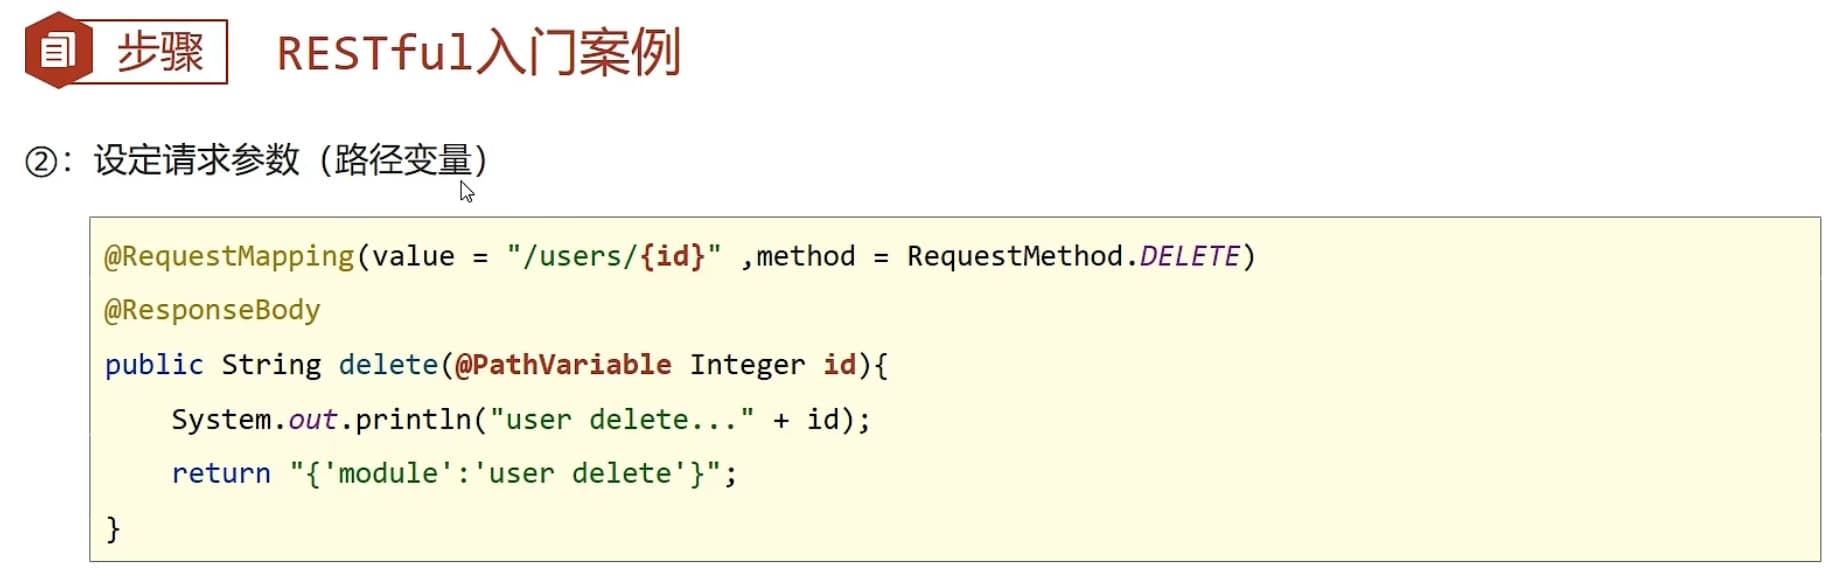 步骤 RESTful入门案例
②：设定请求参数（路径变量）
@RequestMapping(value = "/users/{id}" ,method = RequestMethod.DELETE)
@ResponseBody
public String delete(@PathVariable Integer id){
    System.out.println("user delete..." + id);
    return "{'module':'user delete'}";
}